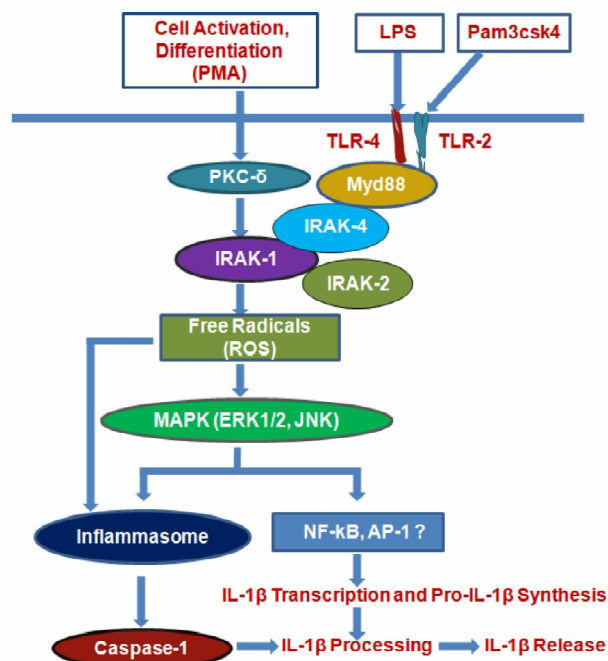 Cell Activation,
Differentiation
(PMA)
LPS
Pam3csk4
TLR-4
TLR-2
PKC-δ
Myd88
IRAK-4
IRAK-1
IRAK-2
Free Radicals
(ROS)
MAPK (ERK1/2, JNK)
Inflammasome
NF-kB, AP-1 ?
IL-1β Transcription and Pro-IL-1β Synthesis
Caspase-1
IL-1β Processing
IL-1β Release